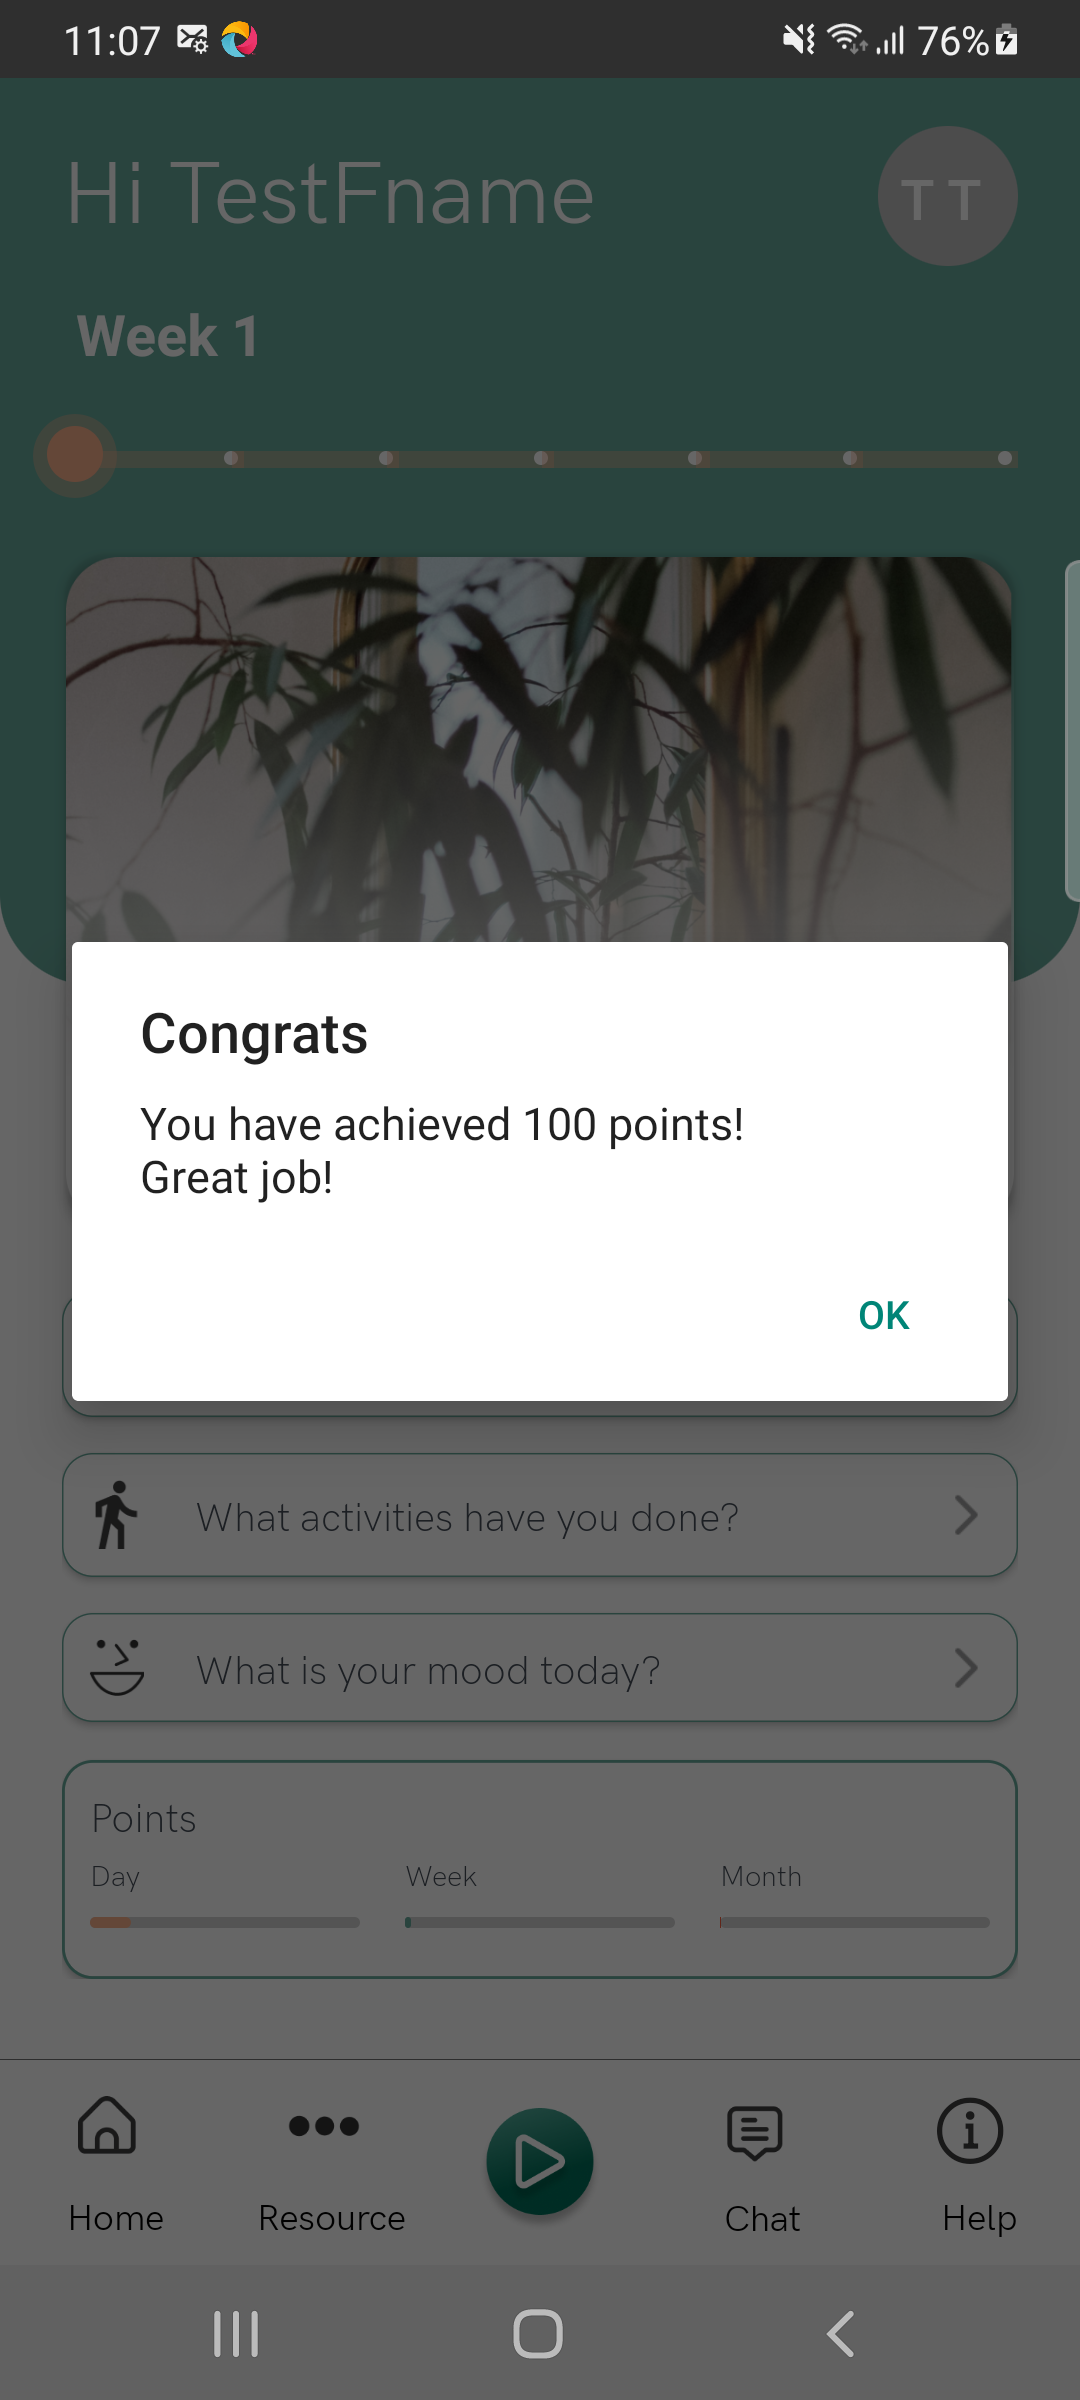 11:07
76%
Hi TestFname
TT
Week 1
Congrats
You have achieved 100 points!
Great job!
OK
What activities have you done?
What is your mood today?
Points
Day Week Month
Home Resource Chat Help